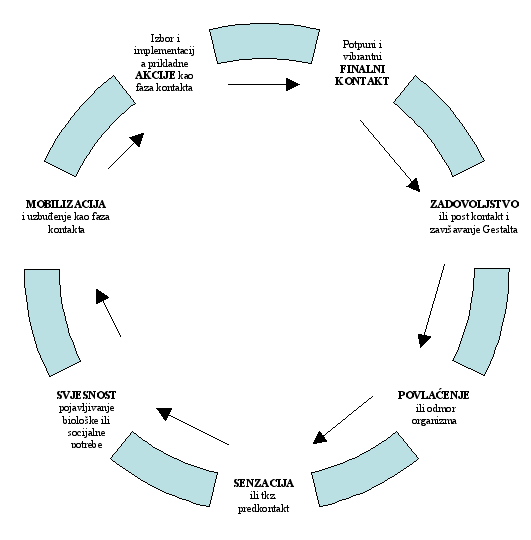 Izbor i
implementacij
a prikladne
AKCIJE kao
faza kontakta
Potpuni i
vibrantni
FINALNI
KONTAKT
ZADOVOLJSTVO
ili post kontakt i
zavišavanje Gestalta
POVLAĆENJE
ili odmor
organizma
SENZACIJA
ili tkz.
predkontakt
SVJESNOST
pojavljivanje
biološke ili
socijalne
potrebe
MOBILIZACIJA
i uzbuđenje kao faza
kontakta